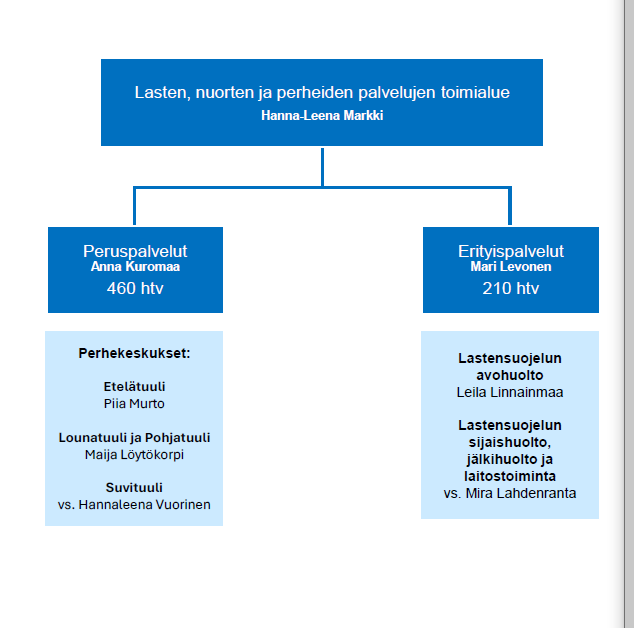 Lasten, nuorten ja perheiden palvelujen toimialue
Hanna-Leena Markki
Peruspalvelut
Anna Kuromaa
460 htv
Erityispalvelut
Mari Levonen
210 htv
Perhekeskukset:
Etelätuuli
Piia Murto
Lounatuuli ja Pohjatuuli
Maija Löytökorpi
Suvituuli
vs. Hannaleena Vuorinen
Lastensuojelun
avohuolto
Leila Linnainmaa
Lastensuojelun
sijaishuolto,
jälkihuolto ja
laitostoiminta
vs. Mira Lahdenranta